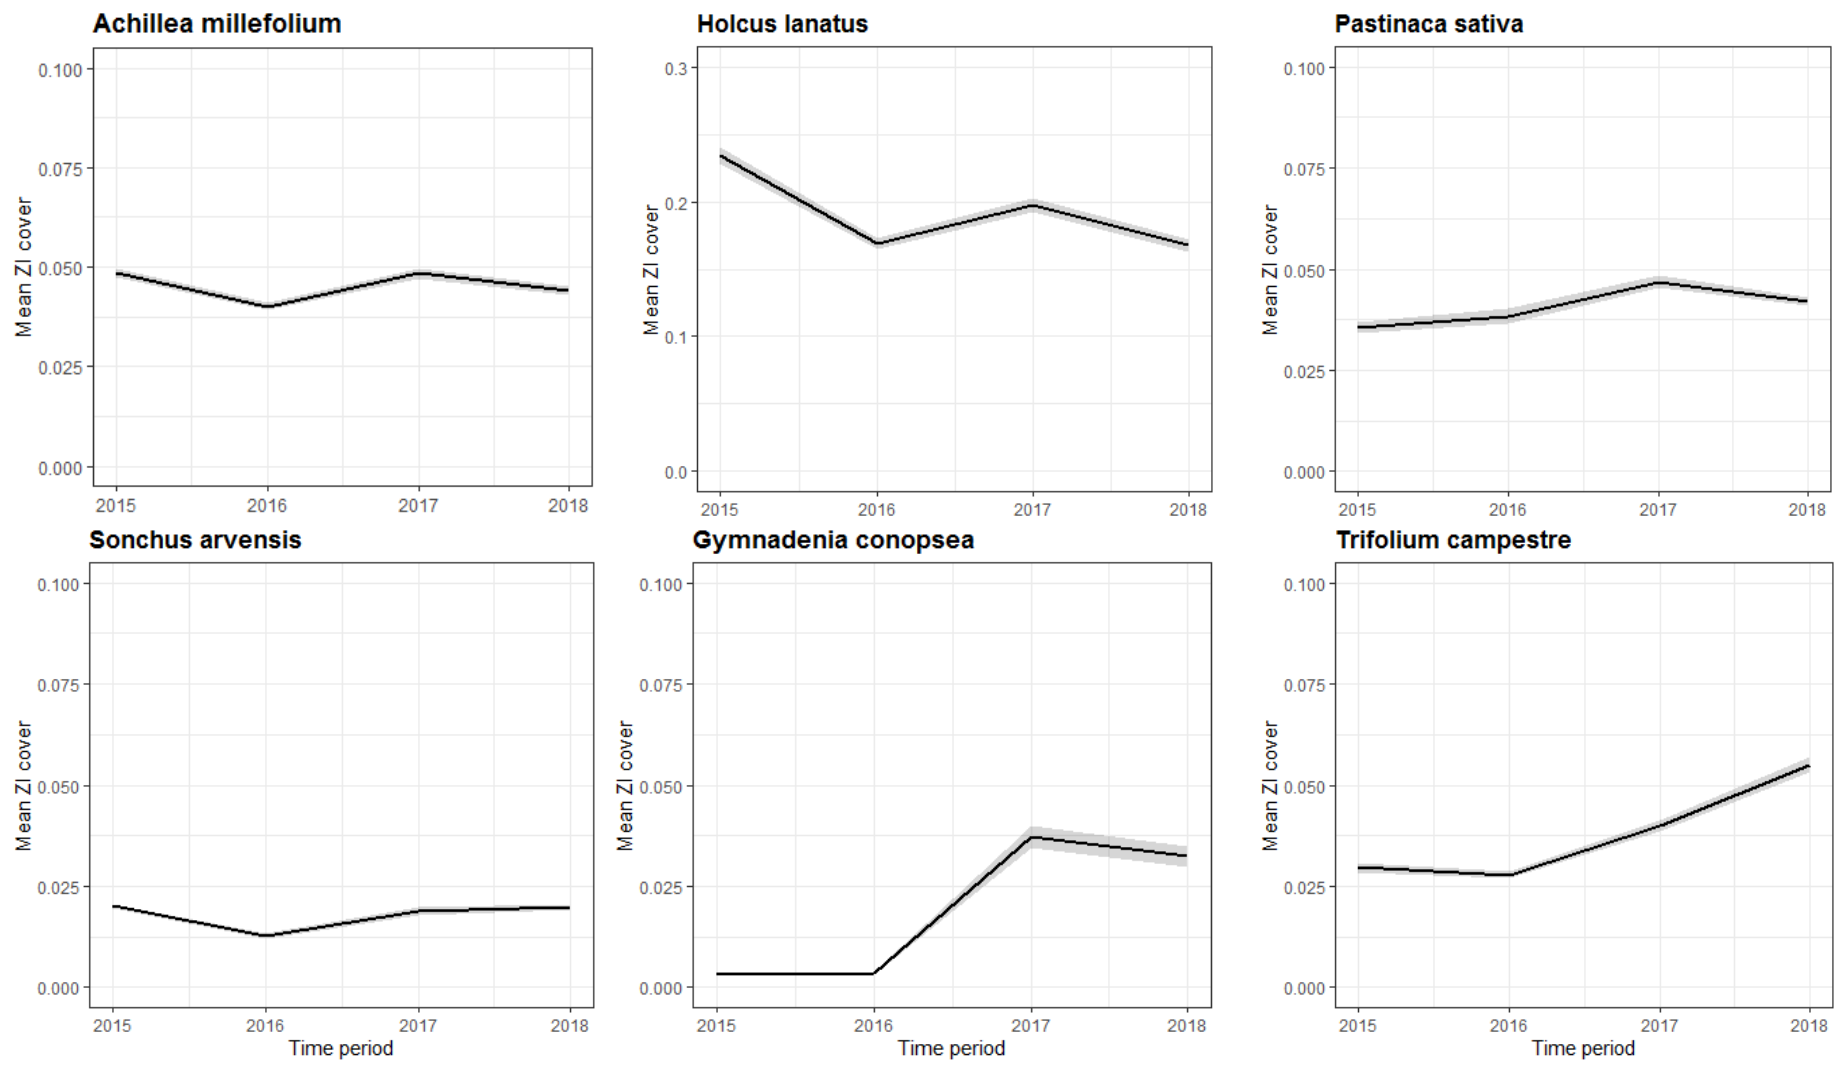 Achillea millefolium
Mean ZI cover
0.100
0.075
0.050
0.025
0.000
2015 2016 2017 2018
Holcus lanatus
Mean ZI cover
0.3
0.2
0.1
0.0
2015 2016 2017 2018
Pastinaca sativa
Mean ZI cover
0.100
0.075
0.050
0.025
0.000
2015 2016 2017 2018
Sonchus arvensis
Mean ZI cover
0.100
0.075
0.050
0.025
0.000
2015 2016 2017 2018
Time period
Gymnadenia conopsea
Mean ZI cover
0.100
0.075
0.050
0.025
0.000
2015 2016 2017 2018
Time period
Trifolium campestre
Mean ZI cover
0.100
0.075
0.050
0.025
0.000
2015 2016 2017 2018
Time period